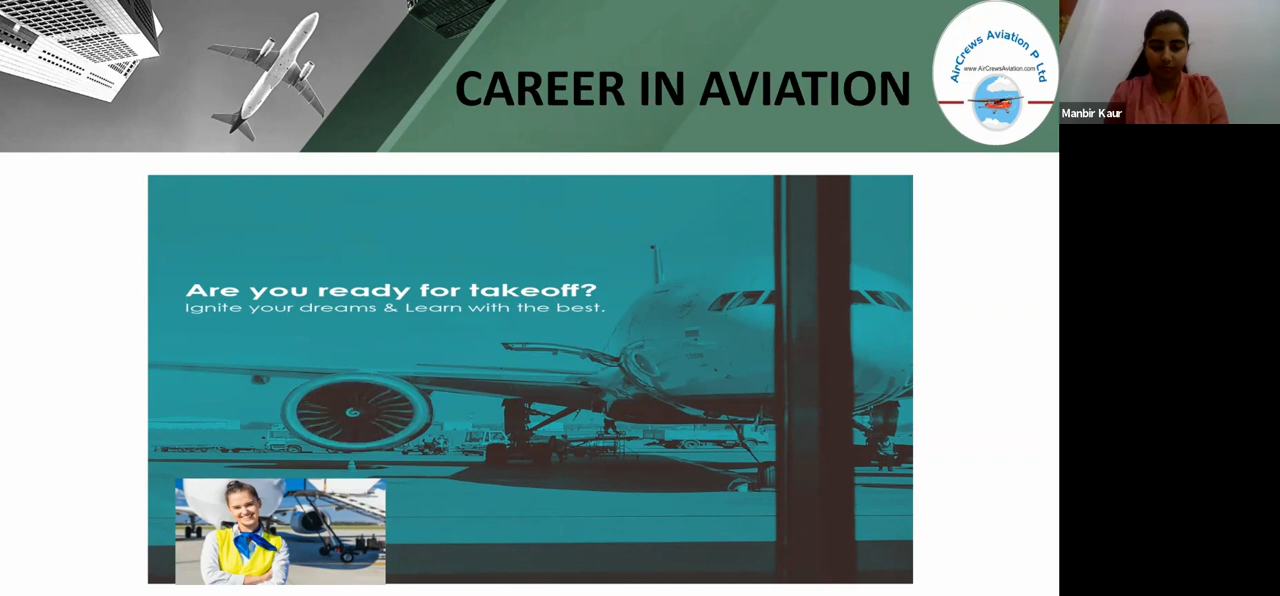 CAREER IN AVIATION
AirCrews Aviation P Ltd
www.AirCrewsAviation.com
Manbir Kaur
Are you ready for takeoff?
Ignite your dreams & Learn with the best.